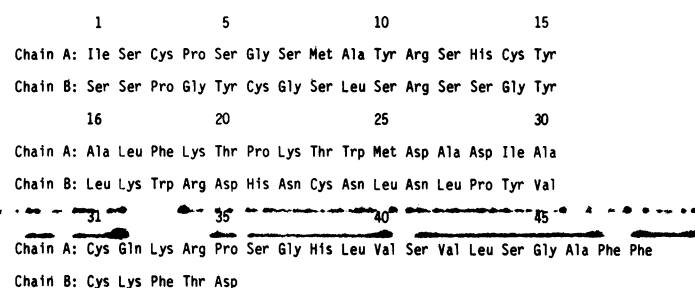 1 5 10 15
Chain A: Ile Ser Cys Pro Ser Gly Ser Met Ala Tyr Arg Ser His Cys Tyr
Chain B: Ser Ser Pro Gly Tyr Cys Gly Ser Leu Ser Arg Ser Ser Gly Tyr
16 20 25 30
Chain A: Ala Leu Phe Lys Thr Pro Lys Thr Trp Met Asp Ala Asp Ile Ala
Chain B: Leu Lys Trp Arg Asp His Asn Cys Asn Leu Asn Leu Pro Tyr Val
31 35 40 45
Chain A: Cys Gln Lys Arg Pro Ser Gly His Leu Val Ser Val Leu Ser Gly Ala Phe Phe
Chain B: Cys Lys Phe Thr Asp